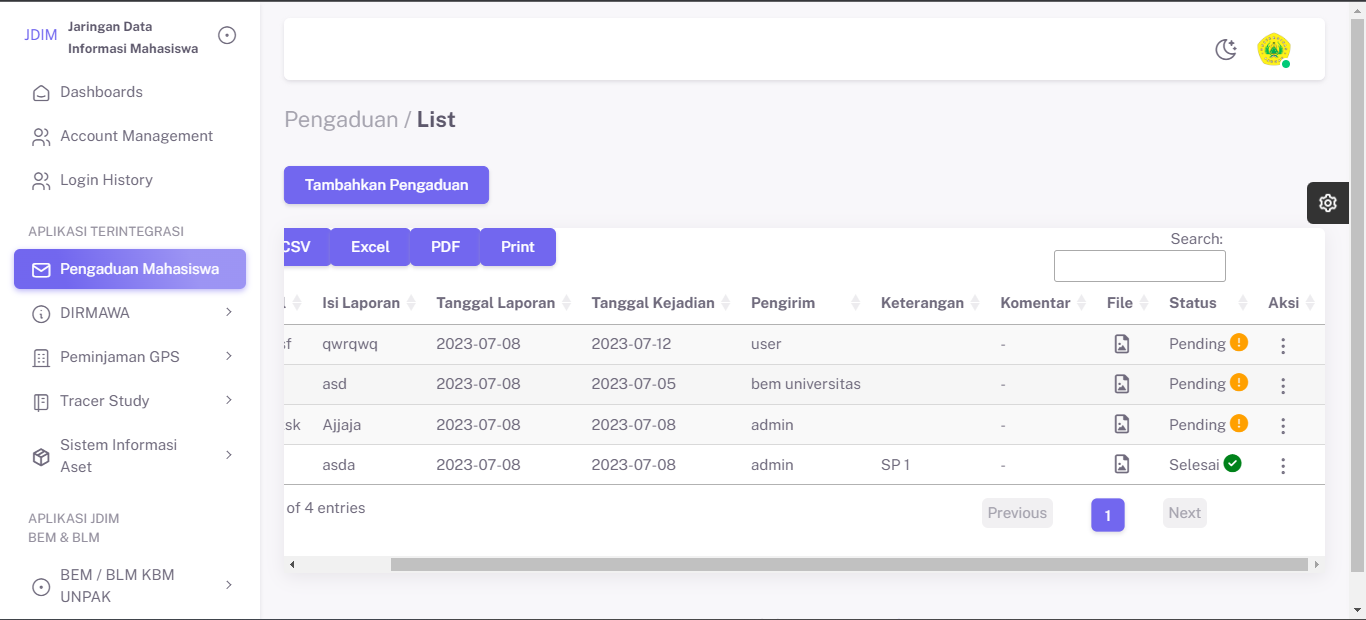 JDIM
Jaringan Data
Informasi Mahasiswa
Dashboards
Account Management
Login History
APLIKASI TERINTEGRASI
Pengaduan Mahasiswa
DIRMAWA
Peminjaman GPS
Tracer Study
Sistem Informasi
Aset
APLIKASI JDIM
BEM & BLM
BEM / BLM KBM
UNPAK
Pengaduan / List
Tambahkan Pengaduan
CSV Excel PDF Print
Search:
Isi Laporan Tanggal Laporan Tanggal Kejadian Pengirim Keterangan Komentar File Status Aksi
sf qwrqwq 2023-07-08 2023-07-12 user - Pending
asd 2023-07-08 2023-07-05 bem universitas - Pending
sk Ajjaja 2023-07-08 2023-07-08 admin - Pending
asda 2023-07-08 2023-07-08 admin SP 1 - Selesai
of 4 entries
Previous 1 Next